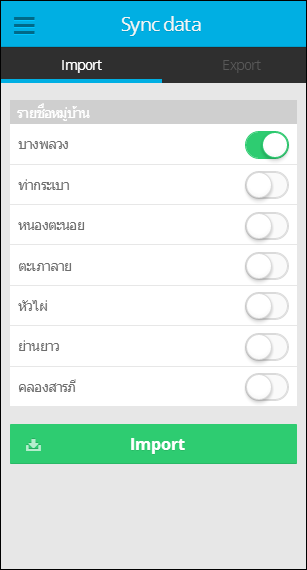 Sync data
Import
Export
รายชื่อหมู่บ้าน
บางพลวง
ท่ากระเบา
หนองตะนอย
ตะเภาลาย
หัวไผ่
ย่านยาว
คลองสารภี
Import